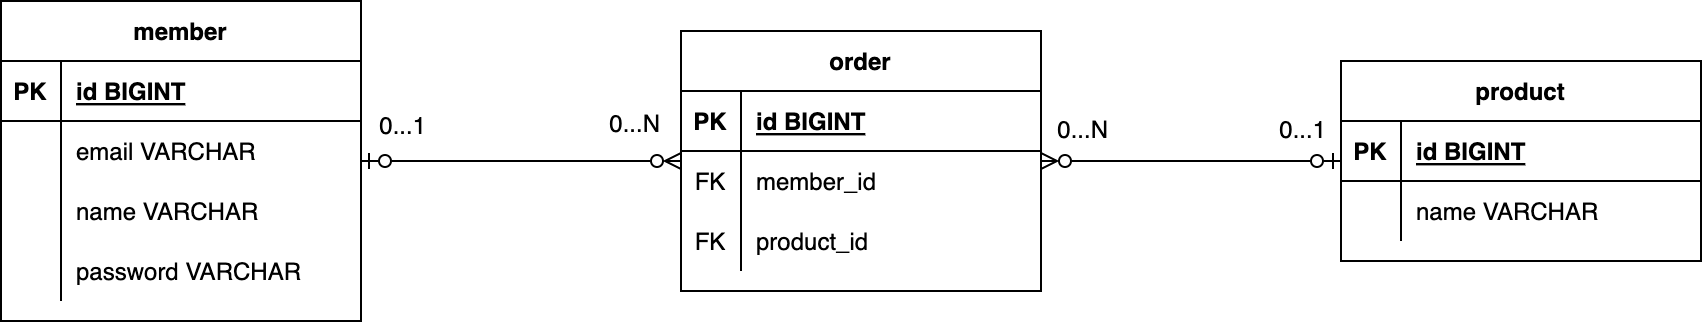 member
PK id BIGINT
email VARCHAR
name VARCHAR
password VARCHAR
0...1
0...N
order
PK id BIGINT
FK member_id
FK product_id
0...N
0...1
product
PK id BIGINT
name VARCHAR